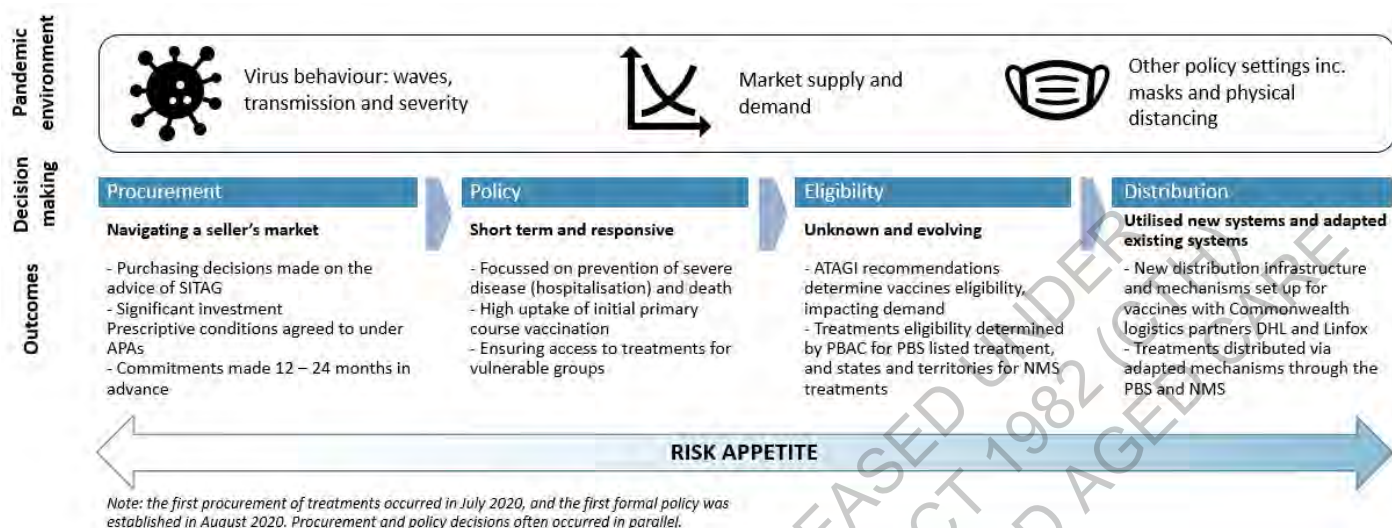 Pandemic
environment
Virus behaviour: waves,
transmission and severity
Market supply and
demand
Other policy settings inc.
masks and physical
distancing
Decision
making
Procurement
Policy
Eligibility
Distribution
Outcomes
Navigating a seller's market
- Purchasing decisions made on the
advice of SITAG
- Significant investment
Prescriptive conditions agreed to under
APAs
- Commitments made 12 – 24 months in
advance
Short term and responsive
- Focussed on prevention of severe
disease (hospitalisation) and death
- High uptake of initial primary
course vaccination
- Ensuring access to treatments for
vulnerable groups
Unknown and evolving
- ATAGI recommendations
determine vaccines eligibility,
impacting demand
- Treatments eligibility determined
by PBAC for PBS listed treatment,
and states and territories for NMS
treatments
Utilised new systems and adapted
existing systems
- New distribution infrastructure
and mechanisms set up for
vaccines with Commonwealth
logistics partners DHL and Linfox
- Treatments distributed via
adapted mechanisms through the
PBS and NMS
RISK APPETITE
Note: the first procurement of treatments occurred in July 2020, and the first formal policy was
established in August 2020. Procurement and policy decisions often occurred in parallel.
EASED UNDER
CT 1982 (CTH)
D AGED CARE